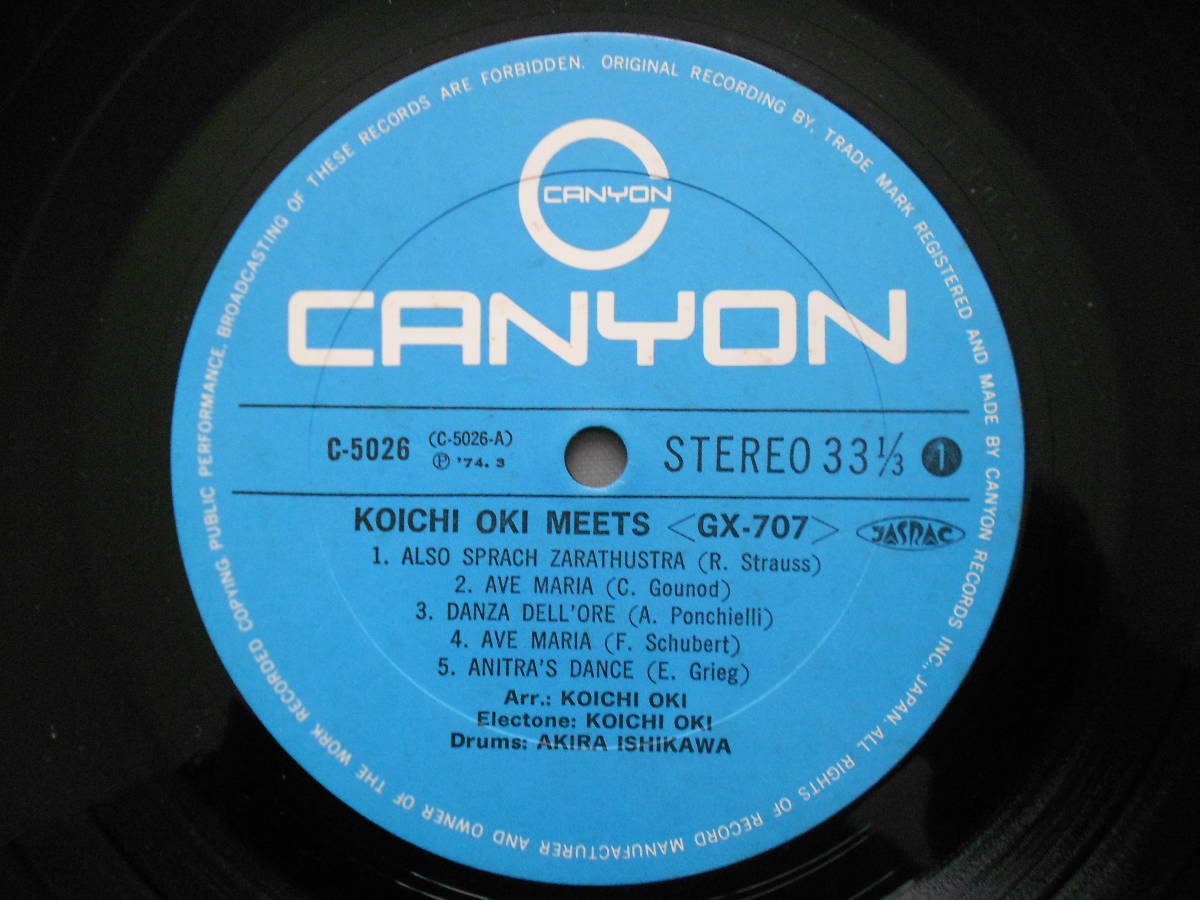 ORIGINAL RECORDING BY, TRADE MARK REGISTERED AND MADE BY CANYON RECORDS INC., JAPAN. ALL RIGHTS OF RECORD MANUFACTURER AND OWNER OF THE WORK RECORDED COPYING PUBLIC PERFORMANCE. BROADCASTING OF THESE RECORDS ARE FORBIDDEN.
CANYON
CANYON
C-5026 (C-5026-A) STEREO 33 1/3 1
Ⓟ '74. 3
KOICHI OKI MEETS <GX-707> JASRAC
1. ALSO SPRACH ZARATHUSTRA (R. Strauss)
2. AVE MARIA (C. Gounod)
3. DANZA DELL'ORE (A. Ponchielli)
4. AVE MARIA (F. Schubert)
5. ANITRA'S DANCE (E. Grieg)
Arr.: KOICHI OKI
Electone: KOICHI OKI
Drums: AKIRA ISHIKAWA